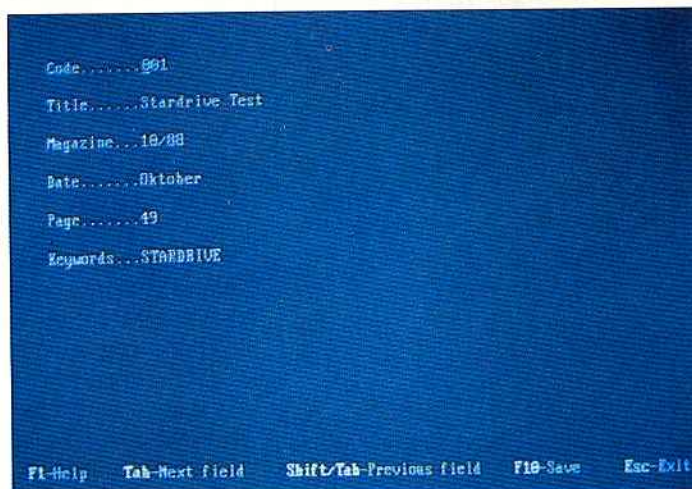 Code.......001
Title......Stardrive Test
Magazine...10/88
Date.......Oktober
Page.......49
Keywords...STARDRIVE
F1-Help Tab-Next field Shift/Tab-Previous field F10-Save Esc-Exit